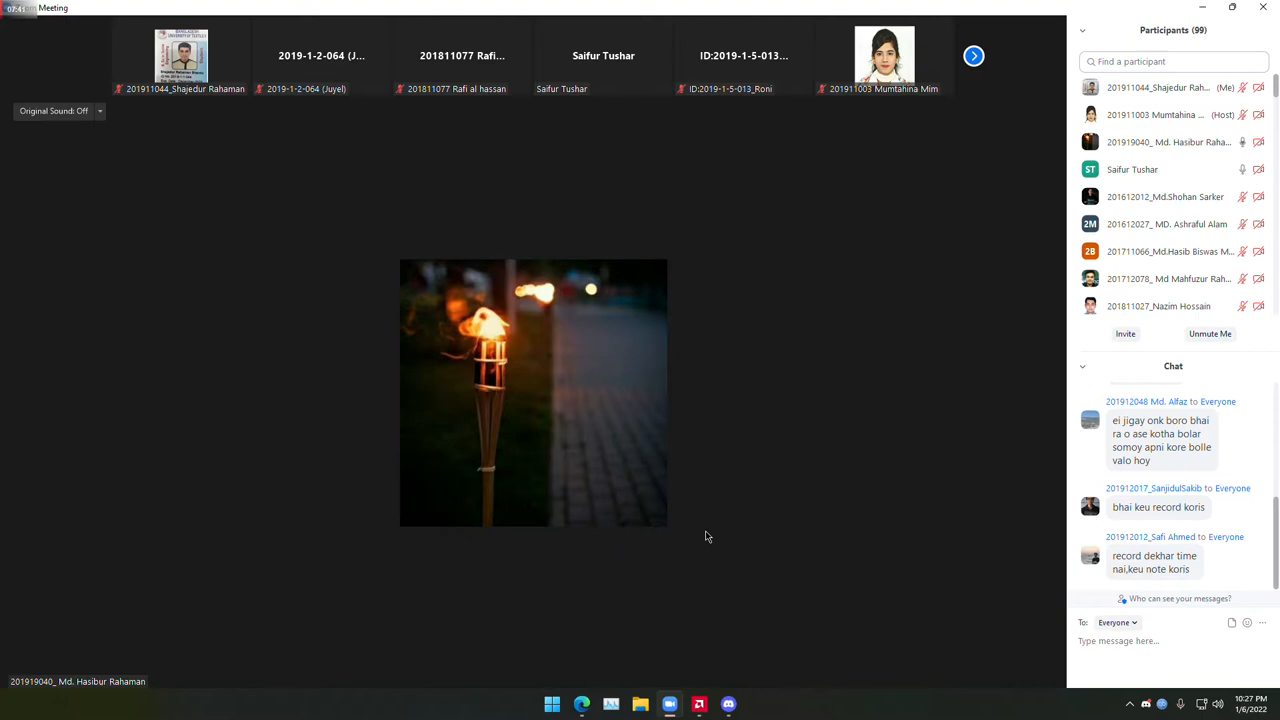 07:41
Meeting
2019-1-2-064 (J...
201811077 Rafi...
Saifur Tushar
ID:2019-1-5-013...
201911044_Shajedur Rahaman
2019-1-2-064 (Juyel)
201811077 Rafi al hassan
Saifur Tushar
ID:2019-1-5-013_Roni
201911003 Mumtahina Mim
Original Sound: Off
201919040_ Md. Hasibur Rahaman
Participants (99)
Find a participant
201911044_Shajedur Rah... (Me)
201911003 Mumtahina ... (Host)
201919040_ Md. Hasibur Raha...
ST Saifur Tushar
201612012_Md.Shohan Sarker
2M 201612027_ MD. Ashraful Alam
2B 201711066_Md.Hasib Biswas M...
201712078_ Md Mahfuzur Rah...
201811027_Nazim Hossain
Invite
Unmute Me
Chat
201912048 Md. Alfaz to Everyone
ei jigay onk boro bhai
ra o ase kotha bolar
somoy apni kore bolle
valo hoy
201912017_SanjidulSakib to Everyone
bhai keu record koris
201912012_Safi Ahmed to Everyone
record dekhar time
nai,keu note koris
Who can see your messages?
To: Everyone
Type message here...
10:27 PM
1/6/2022